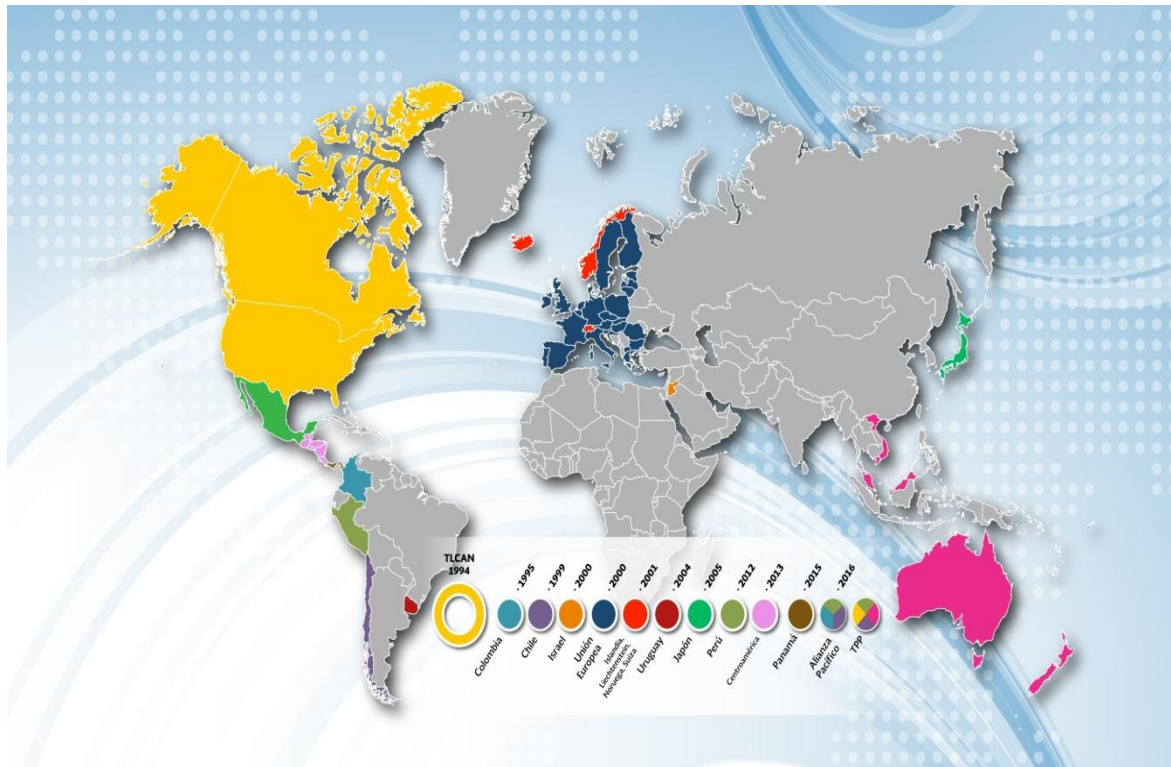 TLCAN
1994
· 1995
· 1999
· 2000
· 2000
· 2001
· 2004
· 2005
· 2012
· 2013
· 2015
· 2016
Colombia
Chile
Israel
Unión
Europea
Islandia,
Liechtenstein,
Noruega, Suiza
Uruguay
Japón
Perú
Centroamérica
Panamá
Alianza
Pacífico
TPP